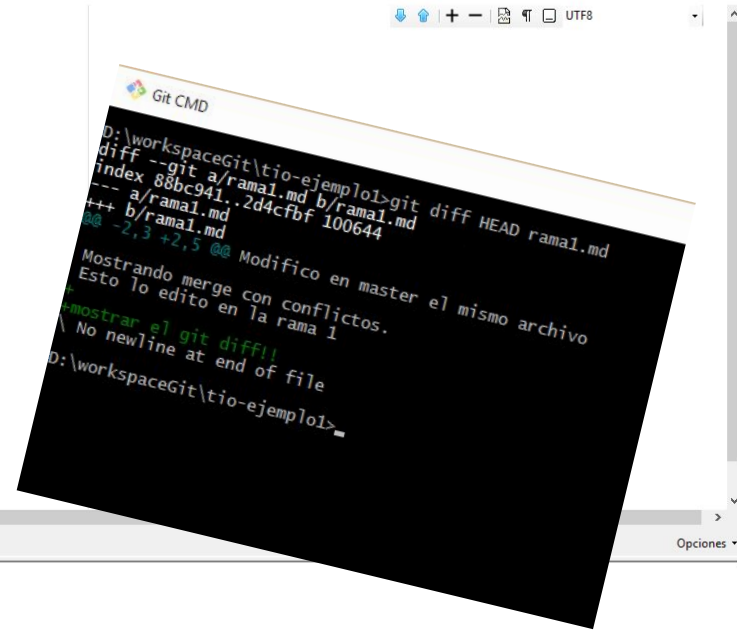 UTF8
Git CMD
D:\workspaceGit\tio-ejemplo1>git diff HEAD rama1.md
diff --git a/rama1.md b/rama1.md
index 88bc941..2d4cfbf 100644
--- a/rama1.md
+++ b/rama1.md
@@ -2,3 +2,5 @@ Modifico en master el mismo archivo
Mostrando merge con conflictos.
Esto lo edito en la rama 1
+
+mostrar el git diff!!
\ No newline at end of file
D:\workspaceGit\tio-ejemplo1>
Opciones